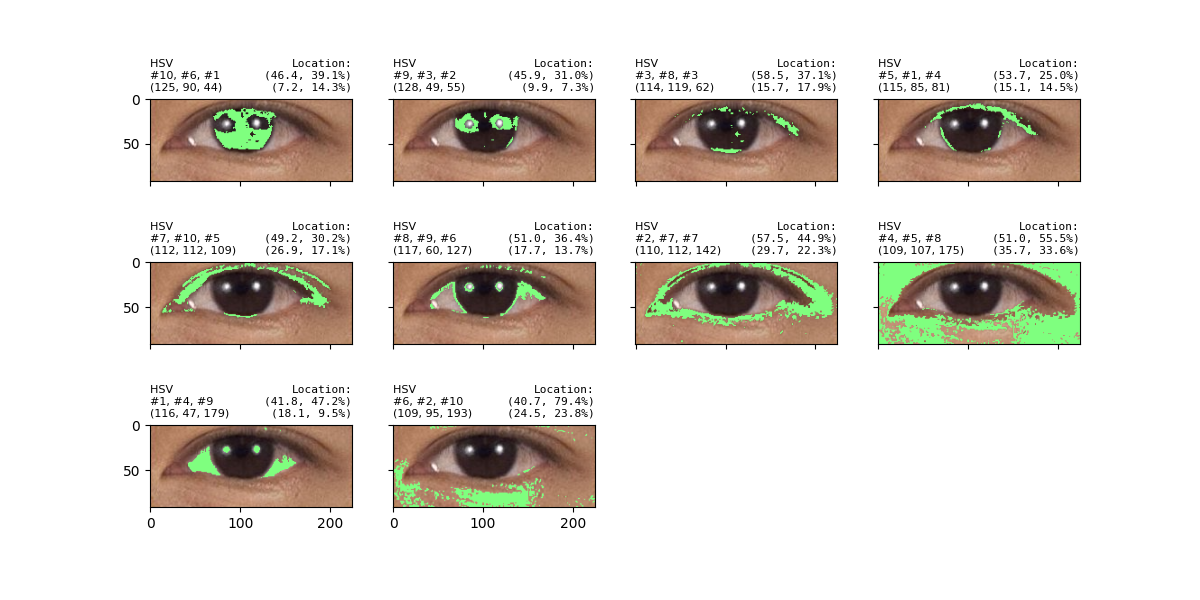 HSV Location:
#10, #6, #1 (46.4, 39.1%)
(125, 90, 44) (7.2, 14.3%)
HSV Location:
#9, #3, #2 (45.9, 31.0%)
(128, 49, 55) (9.9, 7.3%)
HSV Location:
#3, #8, #3 (58.5, 37.1%)
(114, 119, 62) (15.7, 17.9%)
HSV Location:
#5, #1, #4 (53.7, 25.0%)
(115, 85, 81) (15.1, 14.5%)
0
50
HSV Location:
#7, #10, #5 (49.2, 30.2%)
(112, 112, 109) (26.9, 17.1%)
HSV Location:
#8, #9, #6 (51.0, 36.4%)
(117, 60, 127) (17.7, 13.7%)
HSV Location:
#2, #7, #7 (57.5, 44.9%)
(110, 112, 142) (29.7, 22.3%)
HSV Location:
#4, #5, #8 (51.0, 55.5%)
(109, 107, 175) (35.7, 33.6%)
0
50
HSV Location:
#1, #4, #9 (41.8, 47.2%)
(116, 47, 179) (18.1, 9.5%)
HSV Location:
#6, #2, #10 (40.7, 79.4%)
(109, 95, 193) (24.5, 23.8%)
0
50
0 100 200
0 100 200